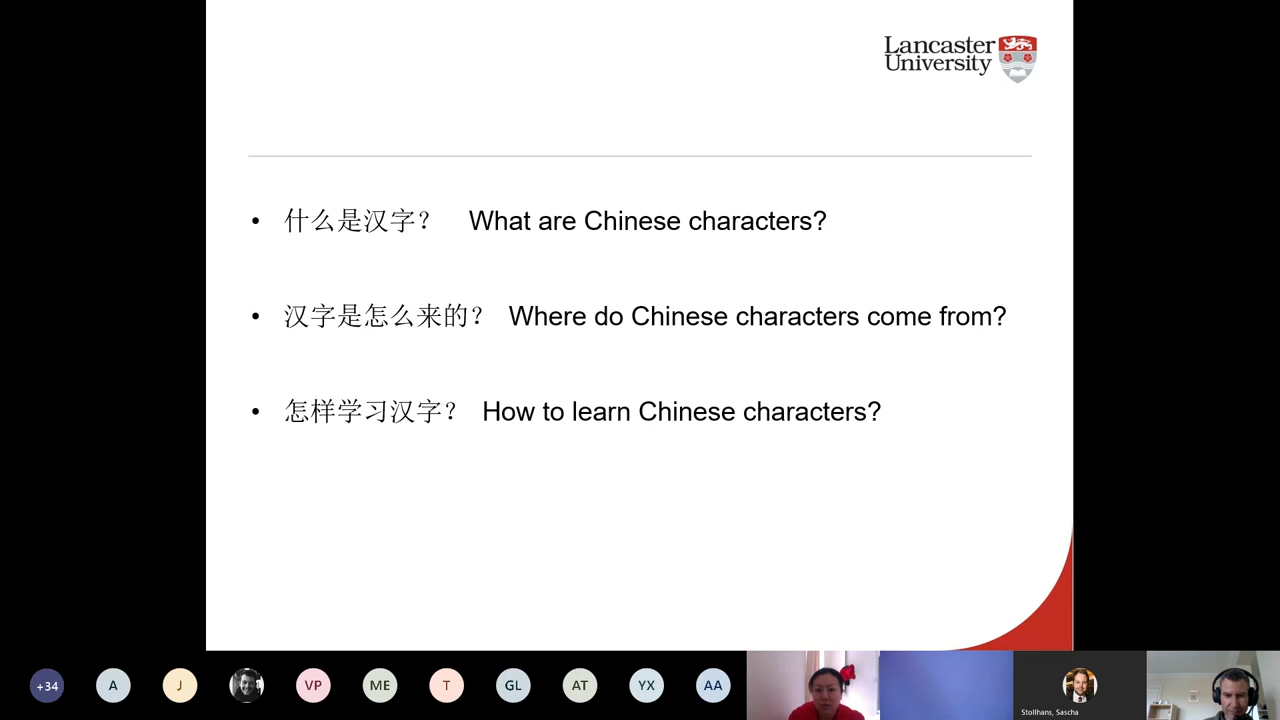 Lancaster
University
• 什么是汉字？ What are Chinese characters?
• 汉字是怎么来的？ Where do Chinese characters come from?
• 怎样学习汉字？ How to learn Chinese characters?
+34
A
J
VP
ME
T
GL
AT
YX
AA
Stollhans, Sascha